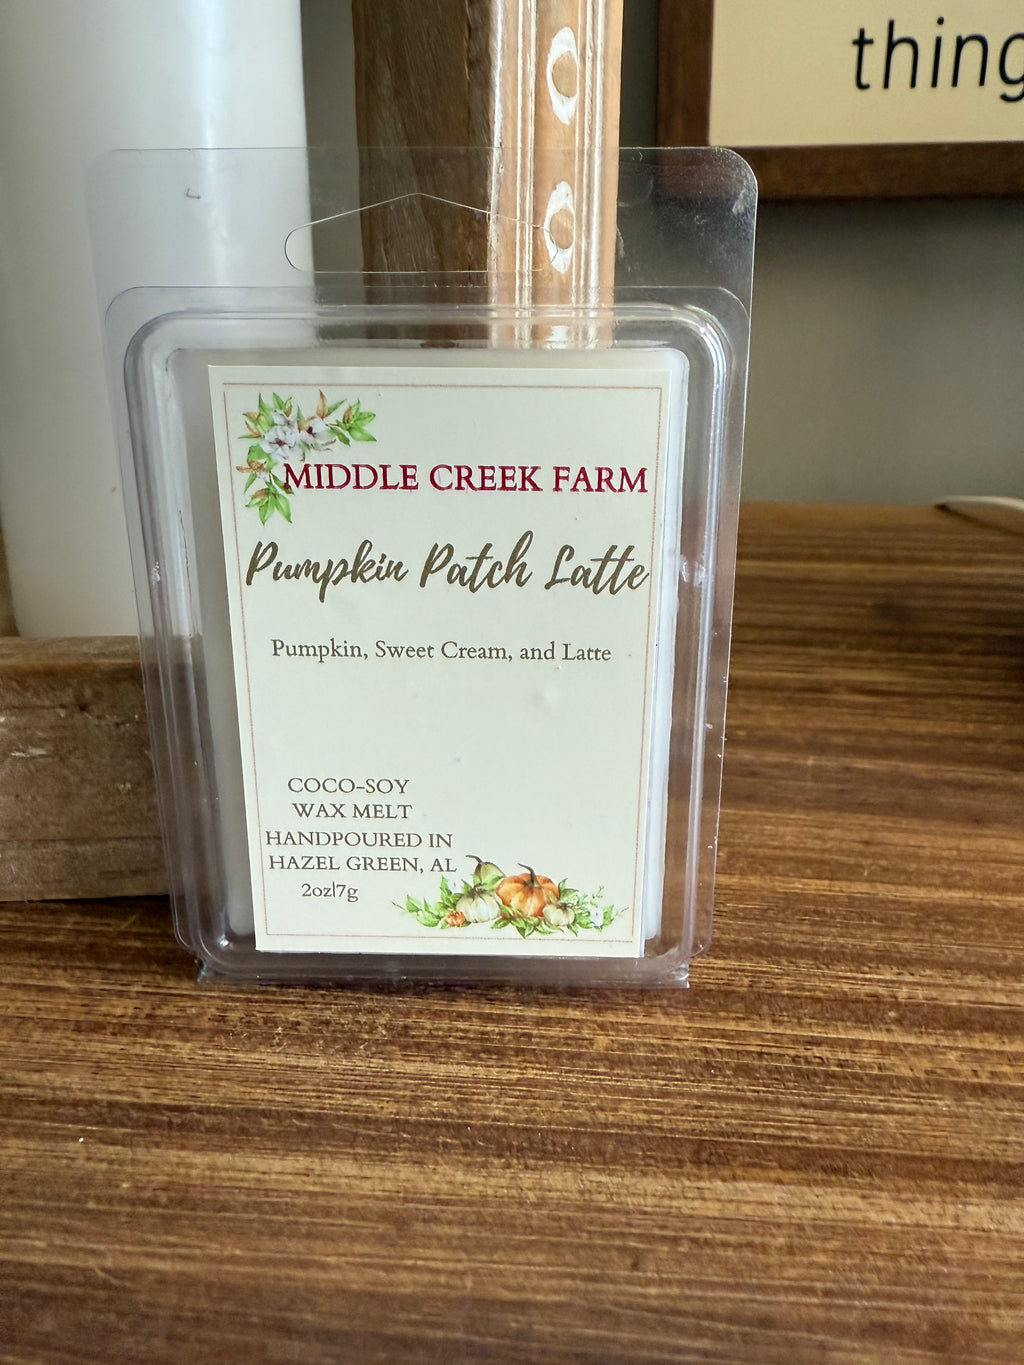 thing
MIDDLE CREEK FARM
Pumpkin Patch Latte
Pumpkin, Sweet Cream, and Latte
COCO-SOY
WAX MELT
HANDPOURED IN
HAZEL GREEN, AL
2oz|7g